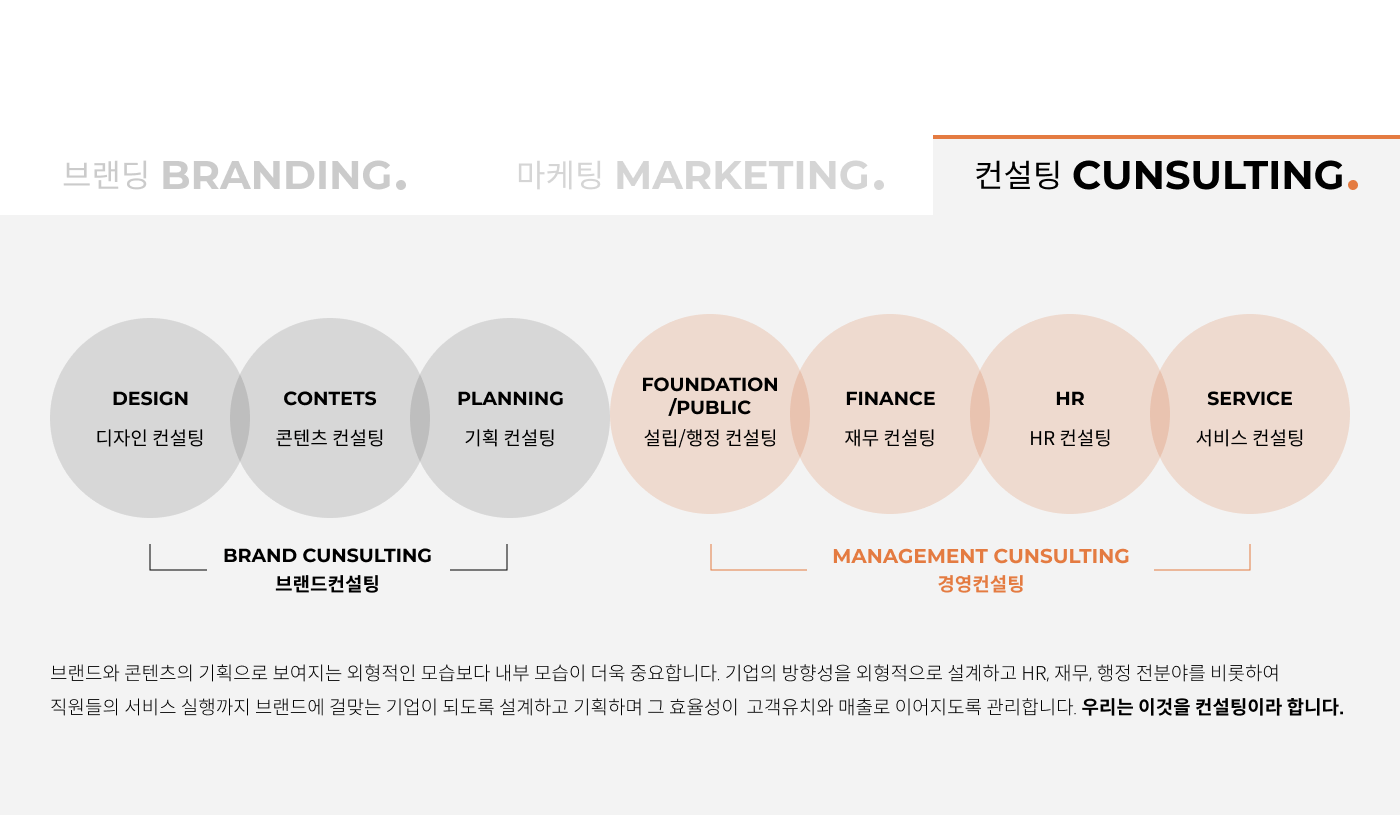 브랜딩 BRANDING.
마케팅 MARKETING.
컨설팅 CUNSULTING.
DESIGN
디자인 컨설팅
CONTETS
콘텐츠 컨설팅
PLANNING
기획 컨설팅
FOUNDATION
/PUBLIC
설립/행정 컨설팅
FINANCE
재무 컨설팅
HR
HR 컨설팅
SERVICE
서비스 컨설팅
BRAND CUNSULTING
브랜드컨설팅
MANAGEMENT CUNSULTING
경영컨설팅
브랜드와 콘텐츠의 기획으로 보여지는 외형적인 모습보다 내부 모습이 더욱 중요합니다. 기업의 방향성을 외형적으로 설계하고 HR, 재무, 행정 전분야를 비롯하여
직원들의 서비스 실행까지 브랜드에 걸맞는 기업이 되도록 설계하고 기획하며 그 효율성이 고객유치와 매출로 이어지도록 관리합니다. 우리는 이것을 컨설팅이라 합니다.